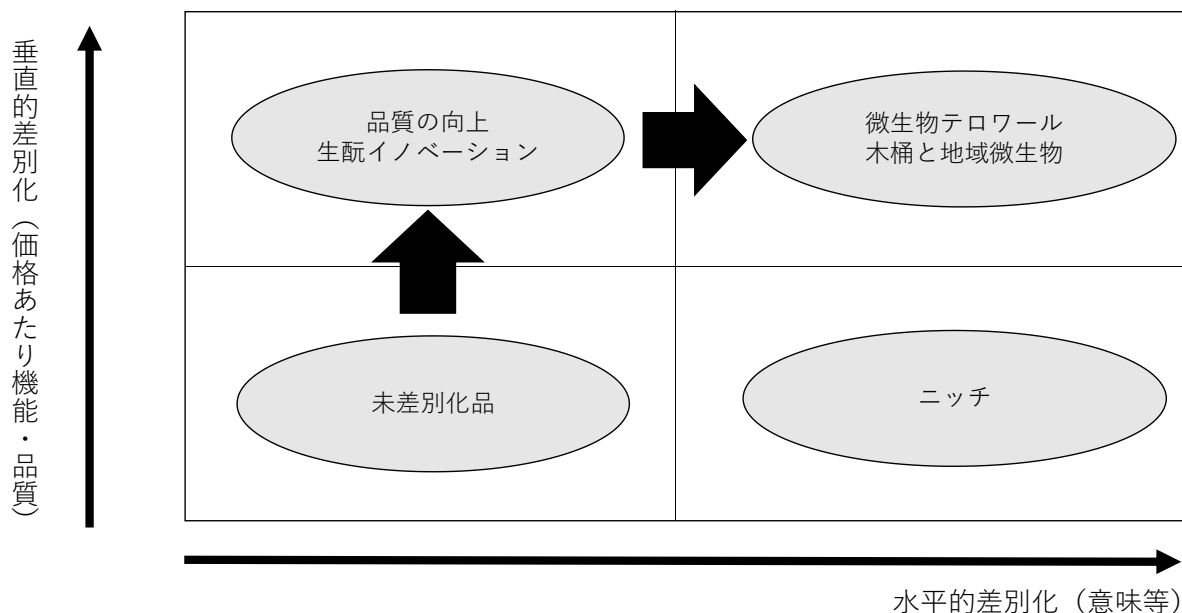 垂直的差別化（価格あたり機能・品質）
品質の向上
生酛イノベーション
微生物テロワール
木桶と地域微生物
未差別化品
ニッチ
水平的差別化（意味等）